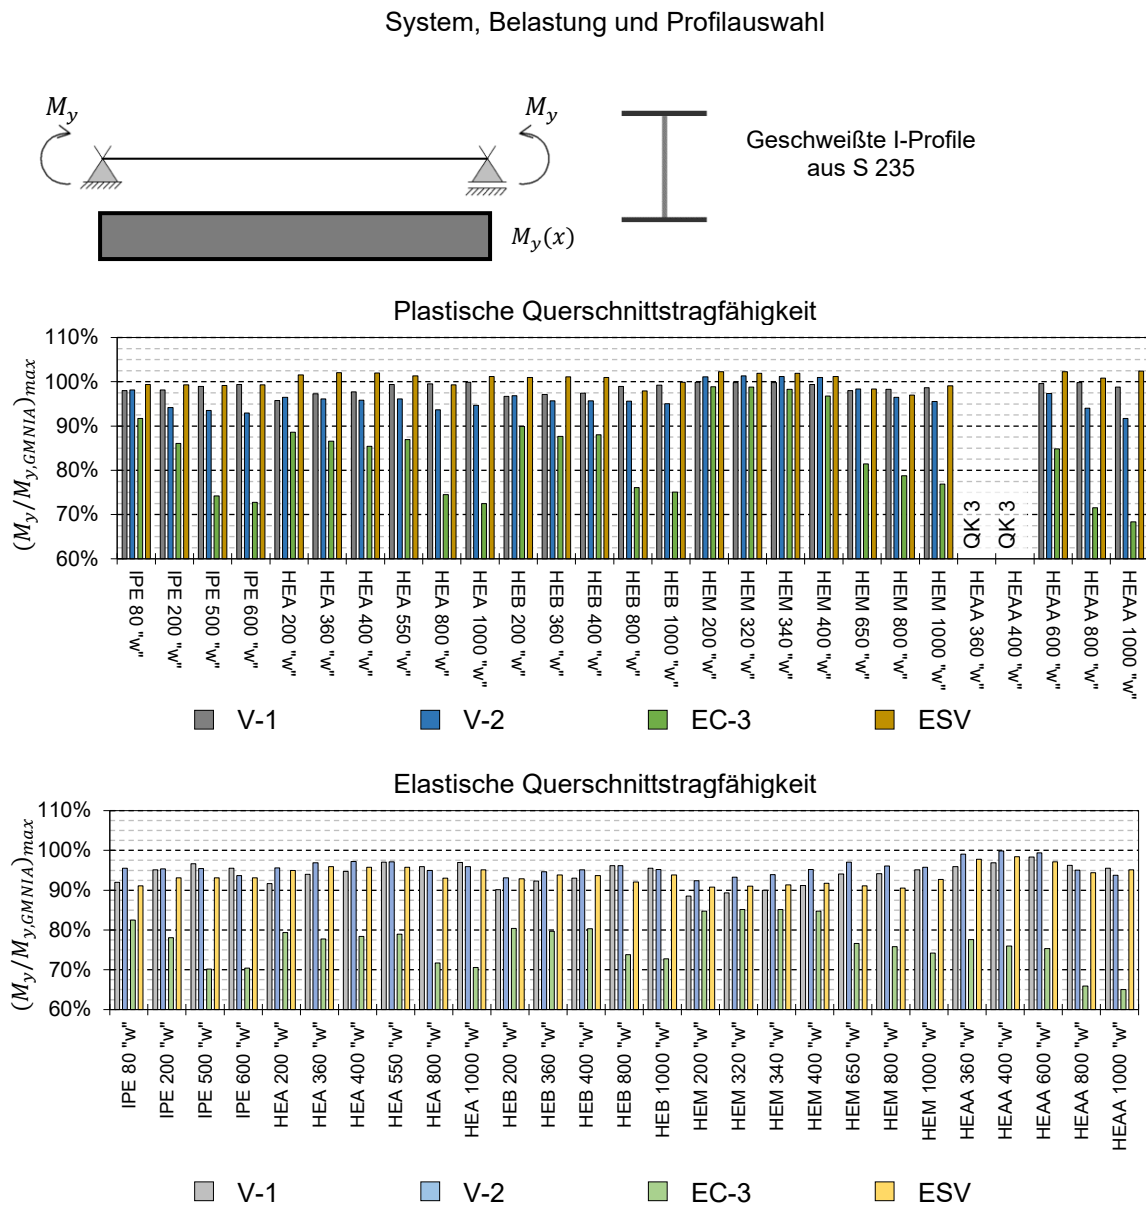 System, Belastung und Profilauswahl
M_y
M_y
Geschweißte I-Profile
aus S 235
M_y(x)
Plastische Querschnittstragfähigkeit
(M_y/M_{y,GMNIA})_{max}
110%
100%
90%
80%
70%
60%
QK 3
QK 3
IPE 80 "w"
IPE 200 "w"
IPE 500 "w"
IPE 600 "w"
HEA 200 "w"
HEA 360 "w"
HEA 400 "w"
HEA 550 "w"
HEA 800 "w"
HEA 1000 "w"
HEB 200 "w"
HEB 360 "w"
HEB 400 "w"
HEB 800 "w"
HEB 1000 "w"
HEM 200 "w"
HEM 320 "w"
HEM 340 "w"
HEM 400 "w"
HEM 650 "w"
HEM 800 "w"
HEM 1000 "w"
HEAA 360 "w"
HEAA 400 "w"
HEAA 600 "w"
HEAA 800 "w"
HEAA 1000 "w"
V-1 V-2 EC-3 ESV
Elastische Querschnittstragfähigkeit
(M_y/M_{y,GMNIA})_{max}
110%
100%
90%
80%
70%
60%
IPE 80 "w"
IPE 200 "w"
IPE 500 "w"
IPE 600 "w"
HEA 200 "w"
HEA 360 "w"
HEA 400 "w"
HEA 550 "w"
HEA 800 "w"
HEA 1000 "w"
HEB 200 "w"
HEB 360 "w"
HEB 400 "w"
HEB 800 "w"
HEB 1000 "w"
HEM 200 "w"
HEM 320 "w"
HEM 340 "w"
HEM 400 "w"
HEM 650 "w"
HEM 800 "w"
HEM 1000 "w"
HEAA 360 "w"
HEAA 400 "w"
HEAA 600 "w"
HEAA 800 "w"
HEAA 1000 "w"
V-1 V-2 EC-3 ESV